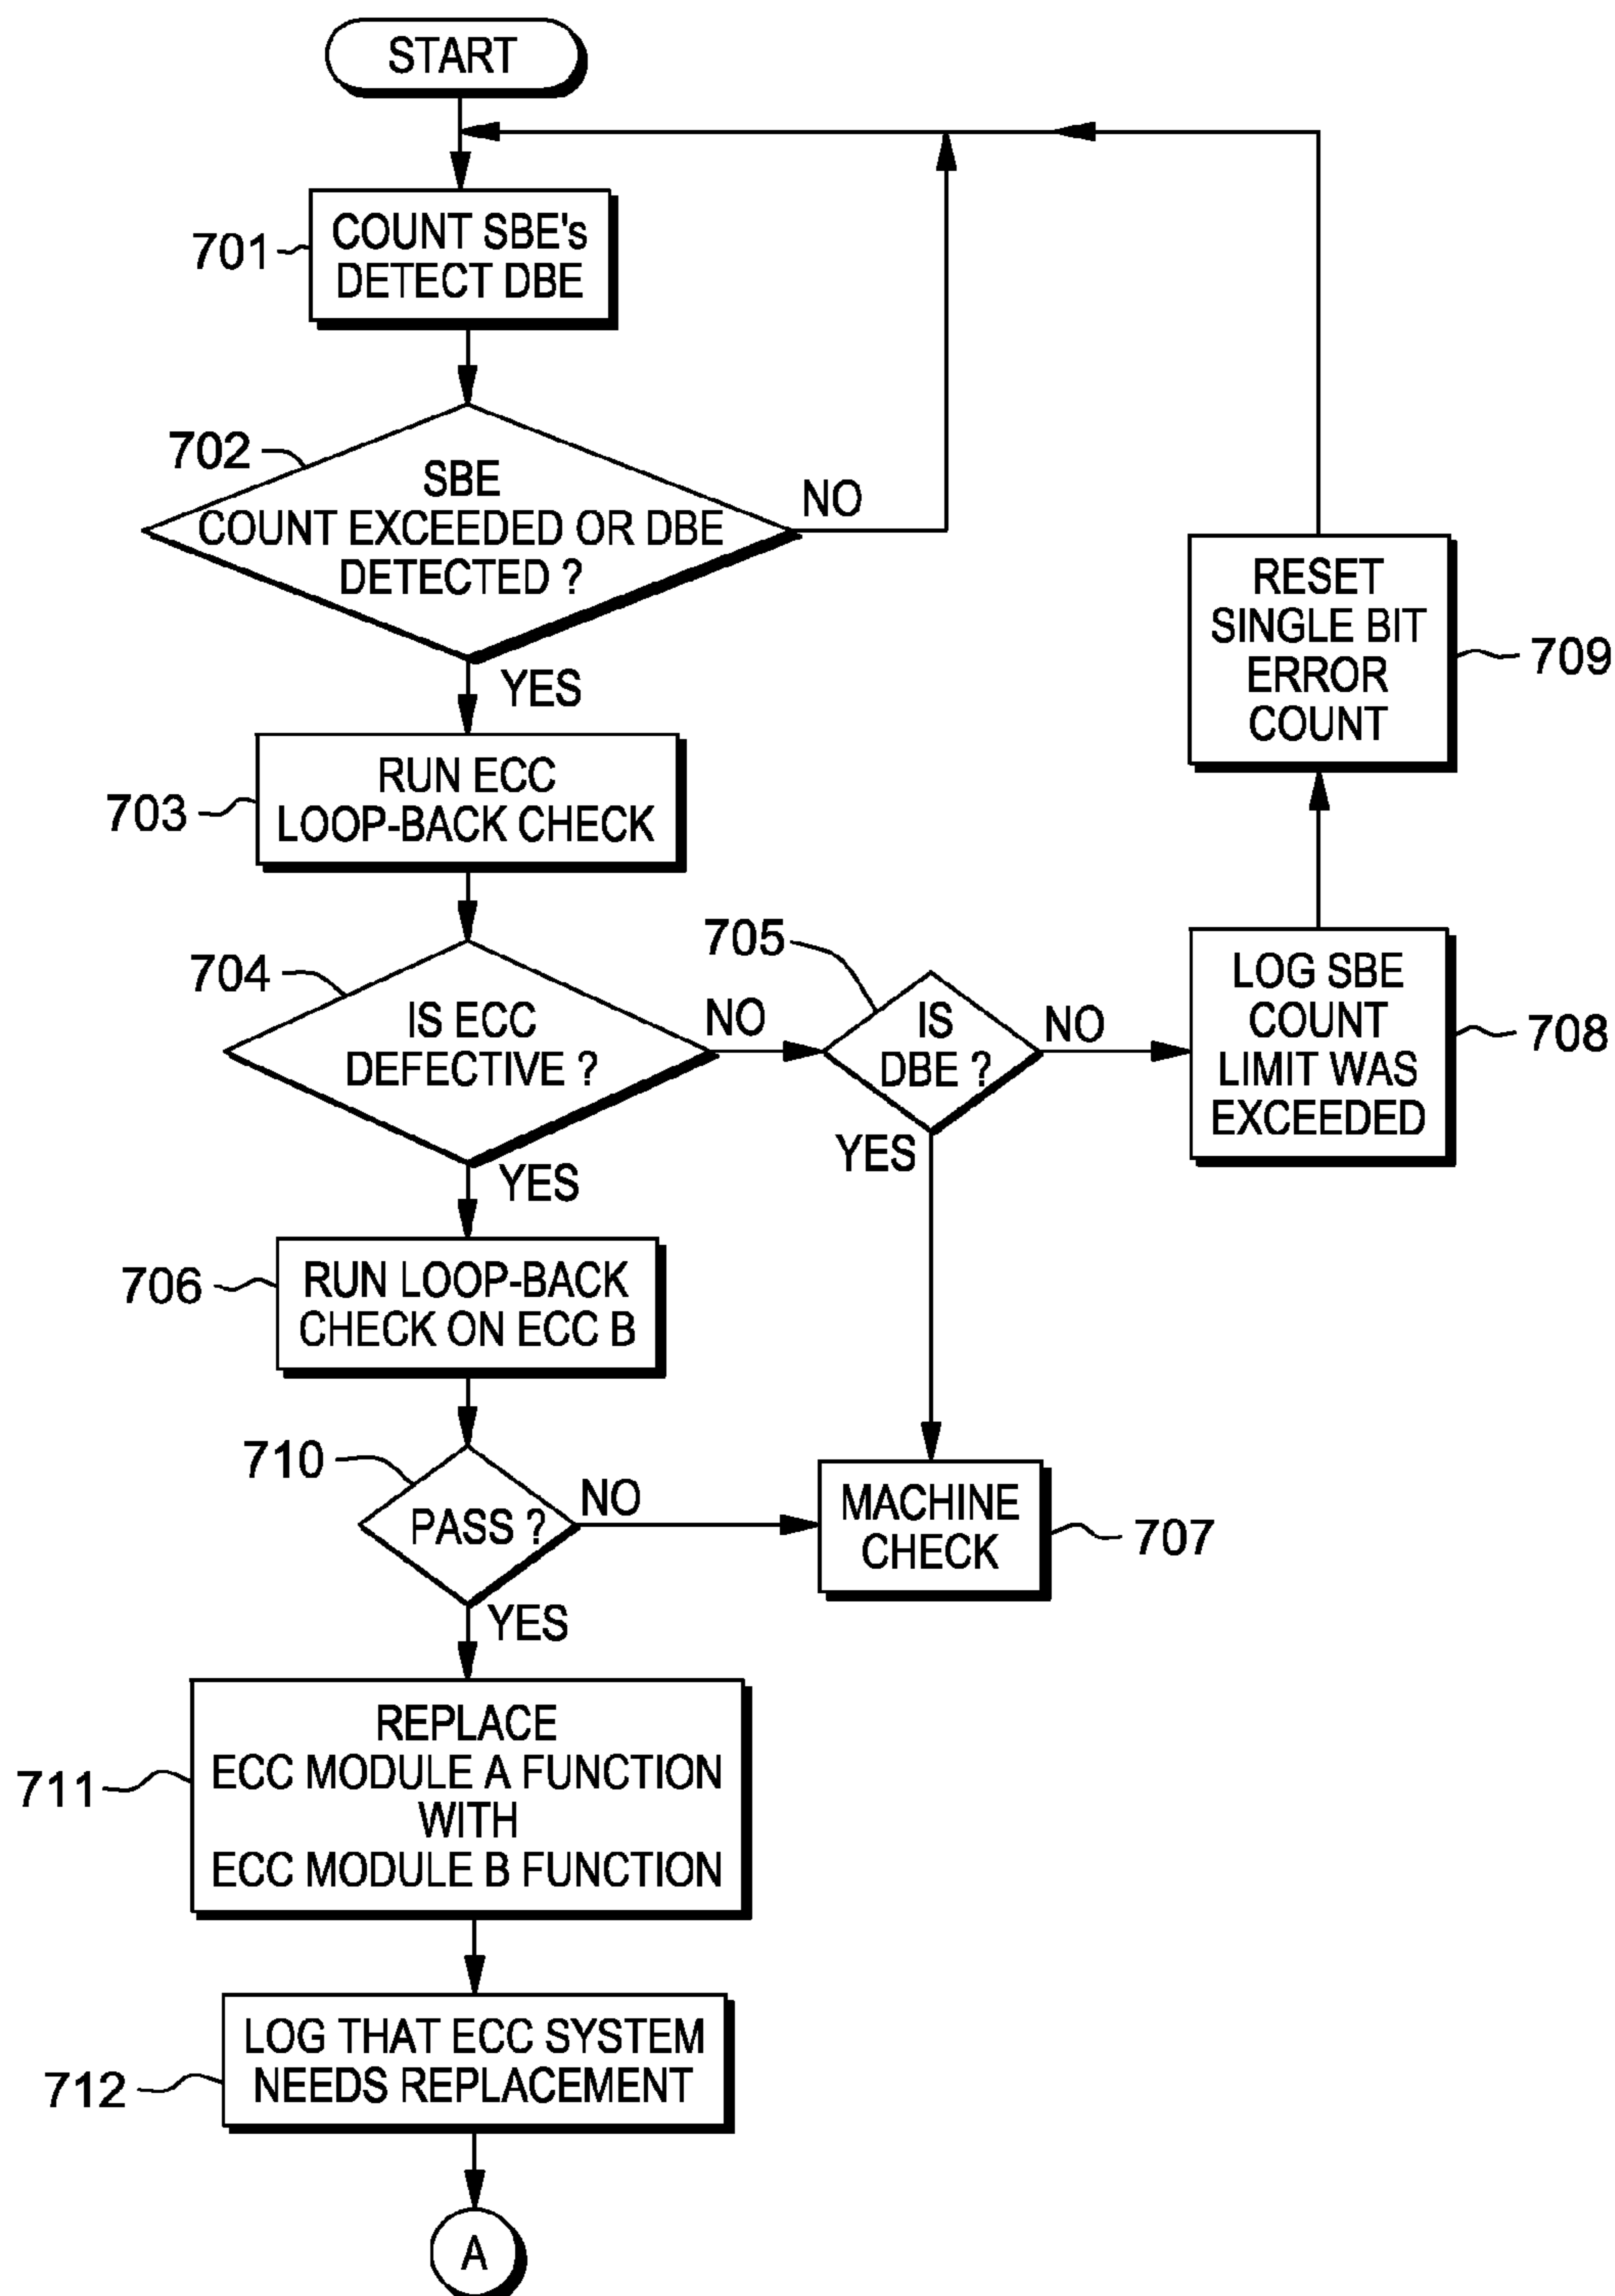 START
701
COUNT SBE's
DETECT DBE
702
SBE
COUNT EXCEEDED OR DBE
DETECTED ?
NO
YES
703
RUN ECC
LOOP-BACK CHECK
704
IS ECC
DEFECTIVE ?
NO
YES
705
IS
DBE ?
NO
YES
LOG SBE
COUNT
LIMIT WAS
EXCEEDED
708
RESET
SINGLE BIT
ERROR
COUNT
709
706
RUN LOOP-BACK
CHECK ON ECC B
710
PASS ?
NO
YES
MACHINE
CHECK
707
711
REPLACE
ECC MODULE A FUNCTION
WITH
ECC MODULE B FUNCTION
712
LOG THAT ECC SYSTEM
NEEDS REPLACEMENT
A